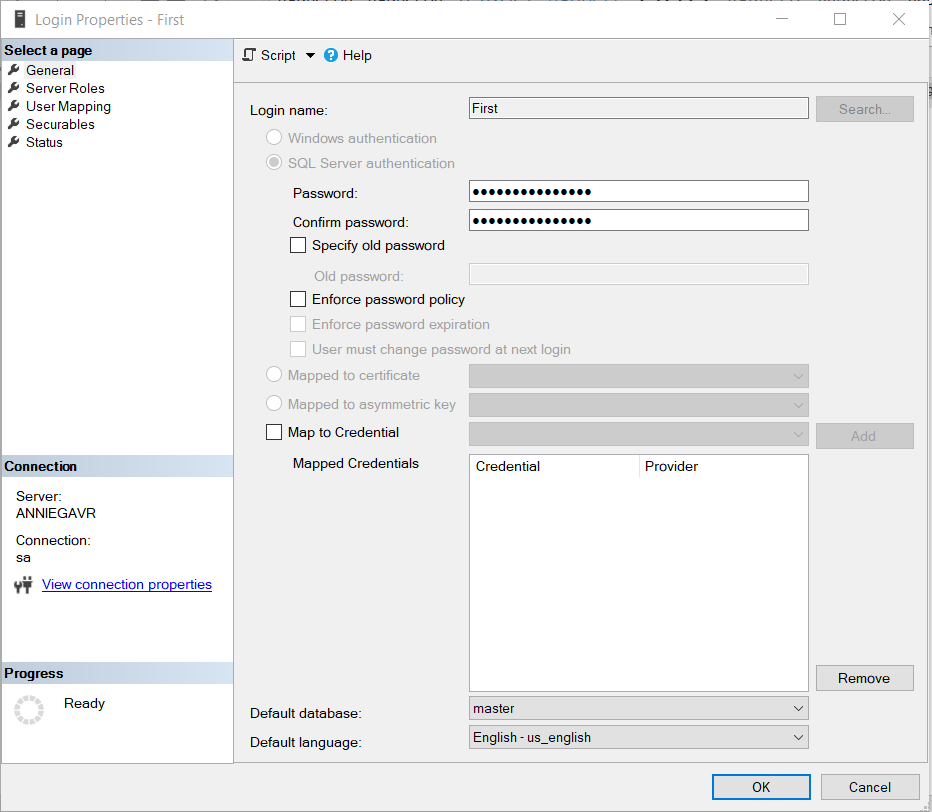 Login Properties - First
Select a page
General
Server Roles
User Mapping
Securables
Status
Connection
Server:
ANNIEGAVR
Connection:
sa
View connection properties
Progress
Ready
Script Help
Login name: First Search...
Windows authentication
SQL Server authentication
Password: ●●●●●●●●●●●●●●●
Confirm password: ●●●●●●●●●●●●●●●
Specify old password
Old password:
Enforce password policy
Enforce password expiration
User must change password at next login
Mapped to certificate
Mapped to asymmetric key
Map to Credential Add
Mapped Credentials Credential Provider
Remove
Default database: master
Default language: English - us_english
OK Cancel